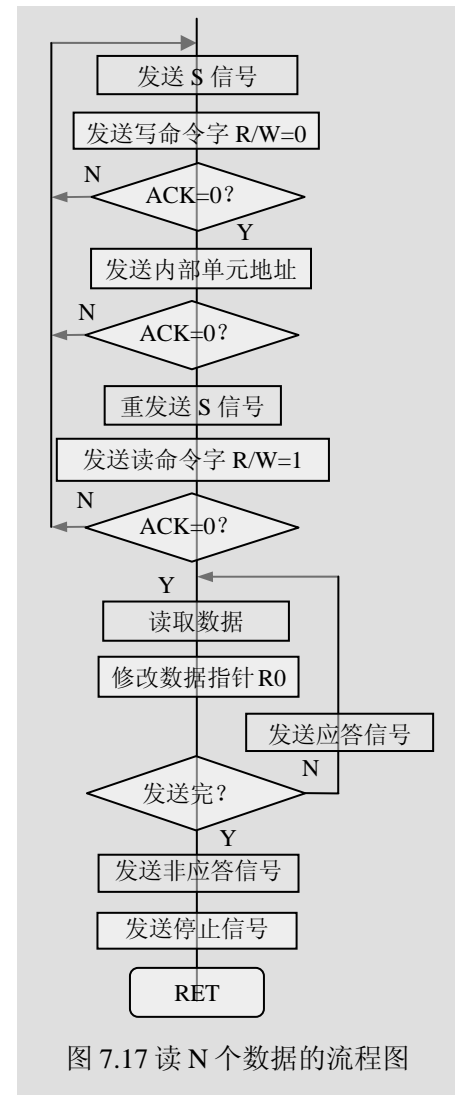 发送 S 信号
发送写命令字 R/W=0
N
ACK=0？
Y
发送内部单元地址
N
ACK=0？
重发送 S 信号
发送读命令字 R/W=1
N
ACK=0？
Y
读取数据
修改数据指针 R0
发送应答信号
N
发送完？
Y
发送非应答信号
发送停止信号
RET
图 7.17 读 N 个数据的流程图